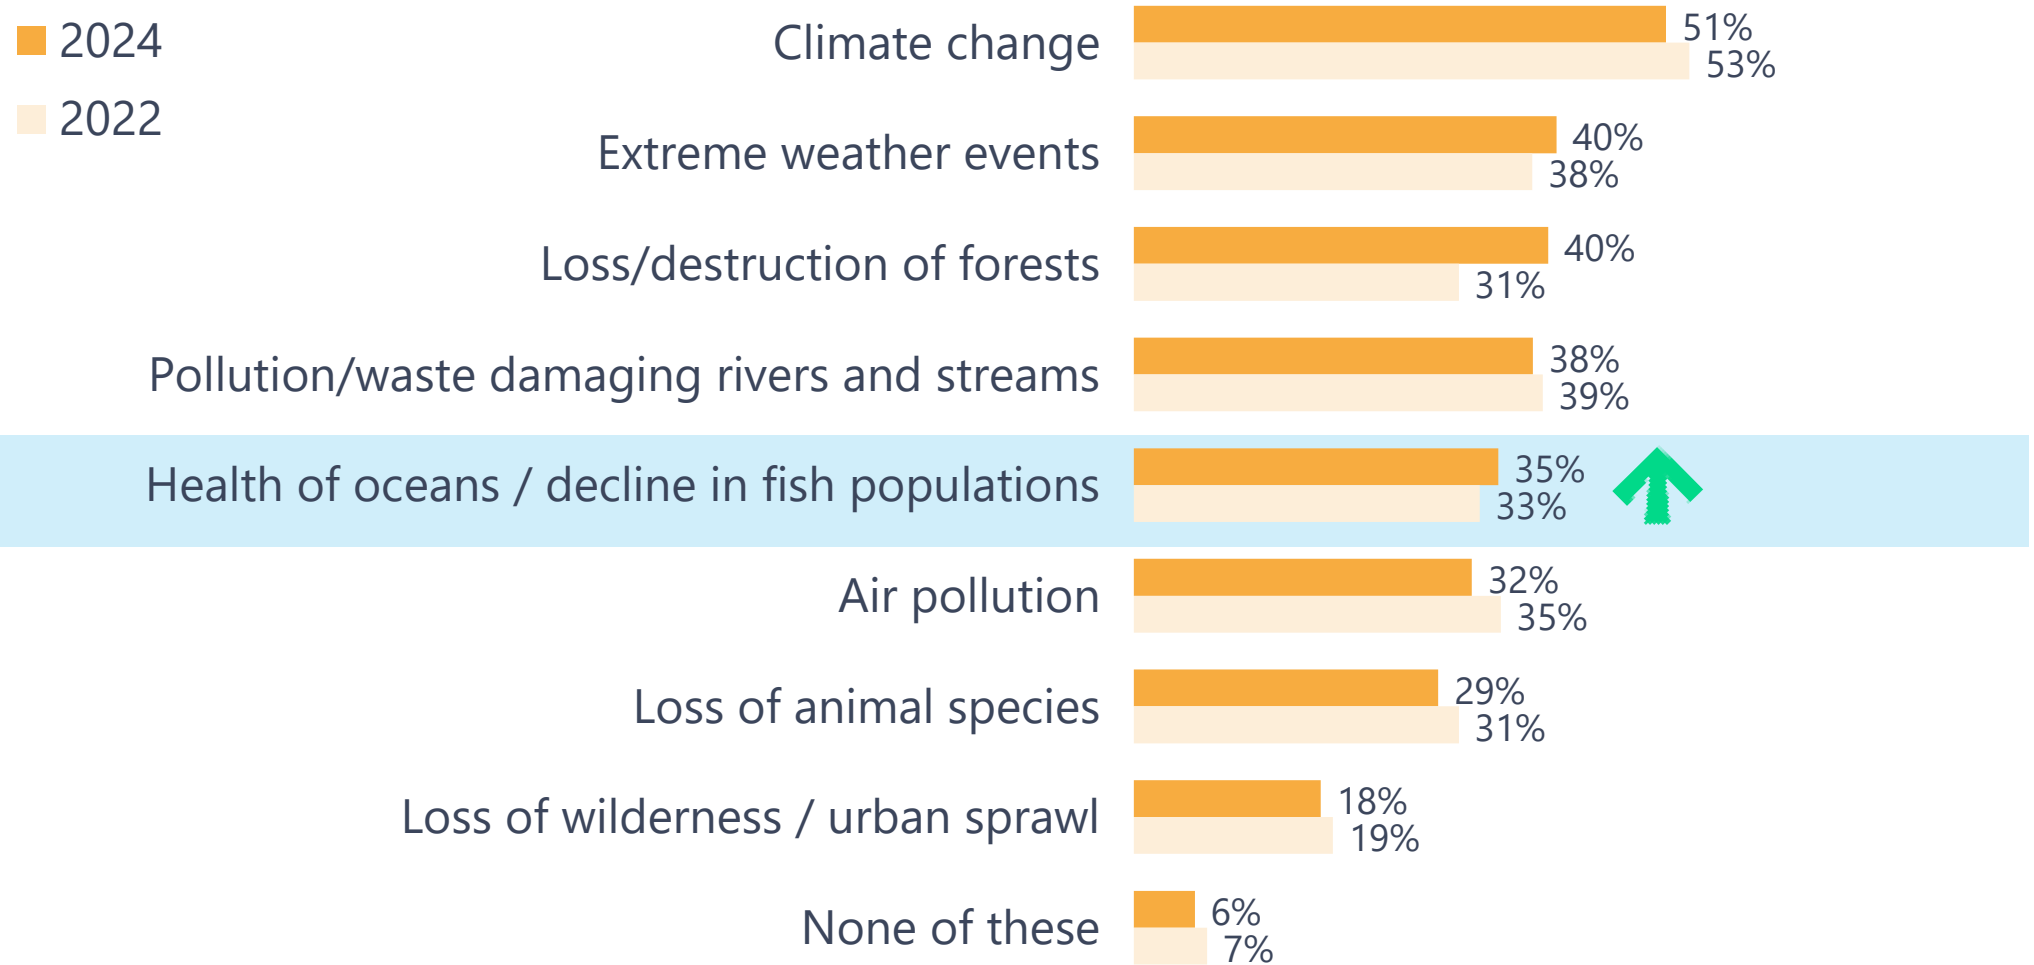 2024
2022
Climate change
51%
53%
Extreme weather events
40%
38%
Loss/destruction of forests
40%
31%
Pollution/waste damaging rivers and streams
38%
39%
Health of oceans / decline in fish populations
35%
33%
Air pollution
32%
35%
Loss of animal species
29%
31%
Loss of wilderness / urban sprawl
18%
19%
None of these
6%
7%